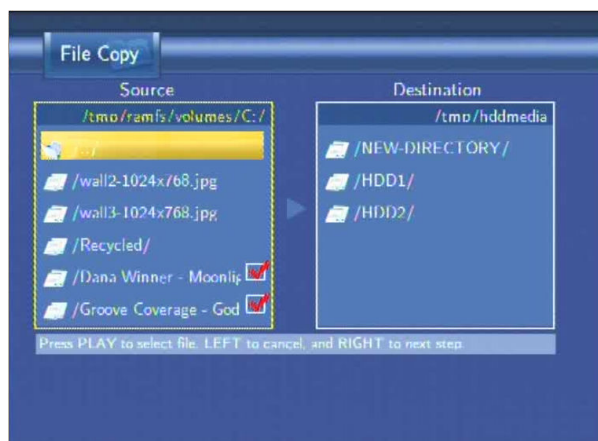 File Copy
Source
/tmp/ramfs/volumes/C:/
/../
/wall2-1024x768.jpg
/wall3-1024x768.jpg
/Recycled/
/Dana Winner - Moonlig
/Groove Coverage - God
Destination
/tmp/hddmedia
/NEW-DIRECTORY/
/HDD1/
/HDD2/
Press PLAY to select file, LEFT to cancel, and RIGHT to next step.